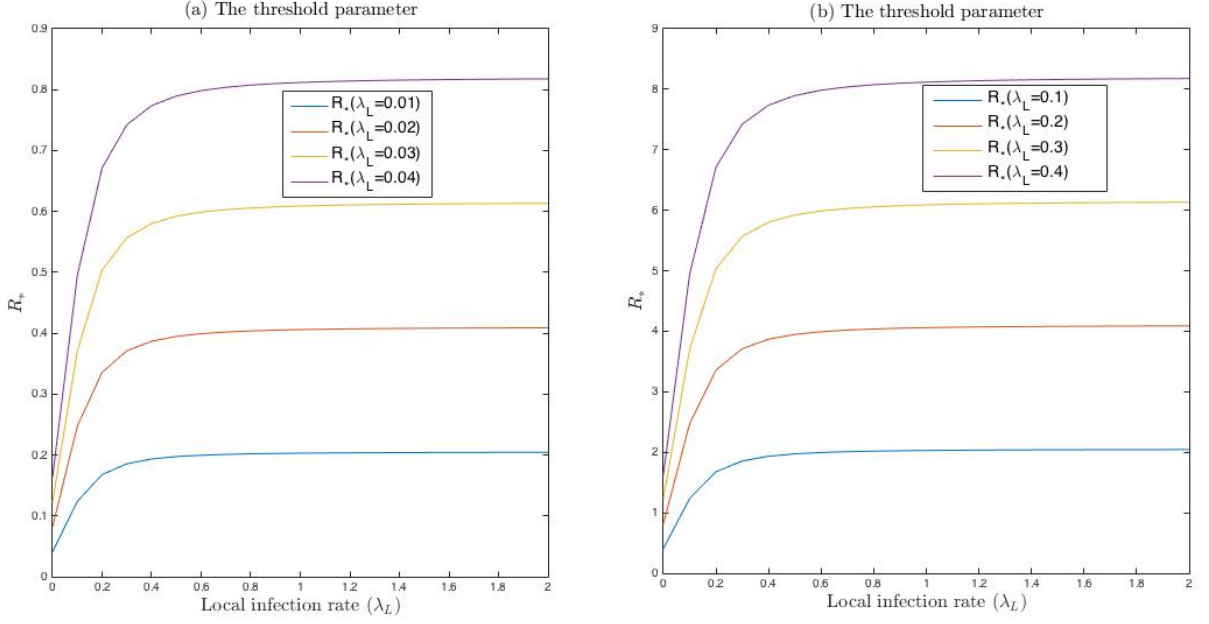 (a) The threshold parameter
0.9
0.8
0.7
0.6
0.5
0.4
0.3
0.2
0.1
0
R*
R*(λL=0.01)
R*(λL=0.02)
R*(λL=0.03)
R*(λL=0.04)
0 0.2 0.4 0.6 0.8 1 1.2 1.4 1.6 1.8 2
Local infection rate (λL)
(b) The threshold parameter
9
8
7
6
5
4
3
2
1
0
R*
R*(λL=0.1)
R*(λL=0.2)
R*(λL=0.3)
R*(λL=0.4)
0 0.2 0.4 0.6 0.8 1 1.2 1.4 1.6 1.8 2
Local infection rate (λL)